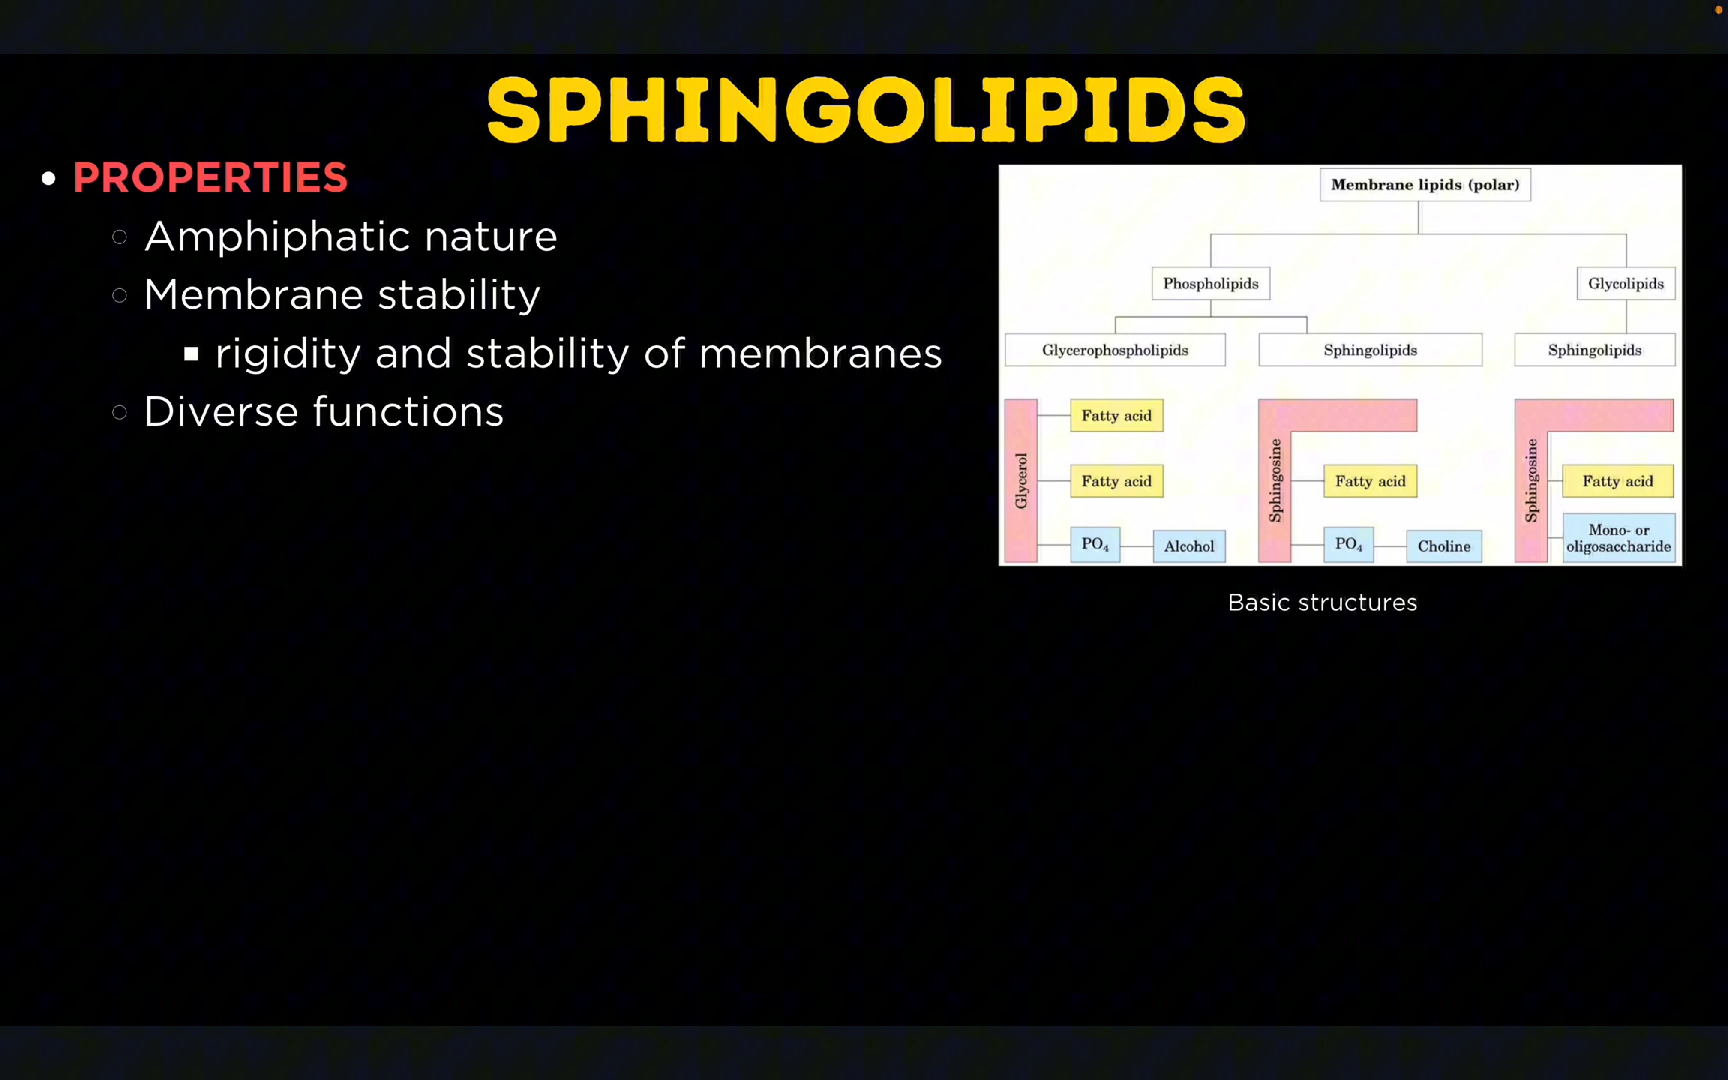 SPHINGOLIPIDS
PROPERTIES
Amphiphatic nature
Membrane stability
rigidity and stability of membranes
Diverse functions
Membrane lipids (polar)
Phospholipids
Glycolipids
Glycerophospholipids
Sphingolipids
Sphingolipids
Glycerol
Fatty acid
Fatty acid
PO4
Alcohol
Sphingosine
Fatty acid
PO4
Choline
Sphingosine
Fatty acid
Mono- or
oligosaccharide
Basic structures